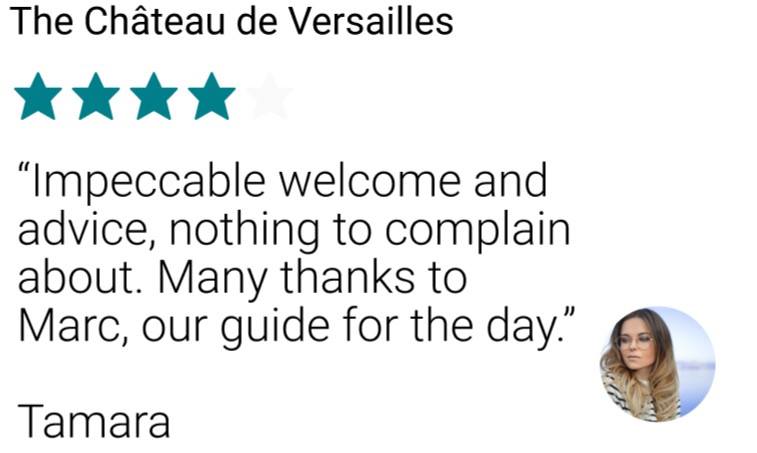 The Château de Versailles
“Impeccable welcome and
advice, nothing to complain
about. Many thanks to
Marc, our guide for the day.”
Tamara